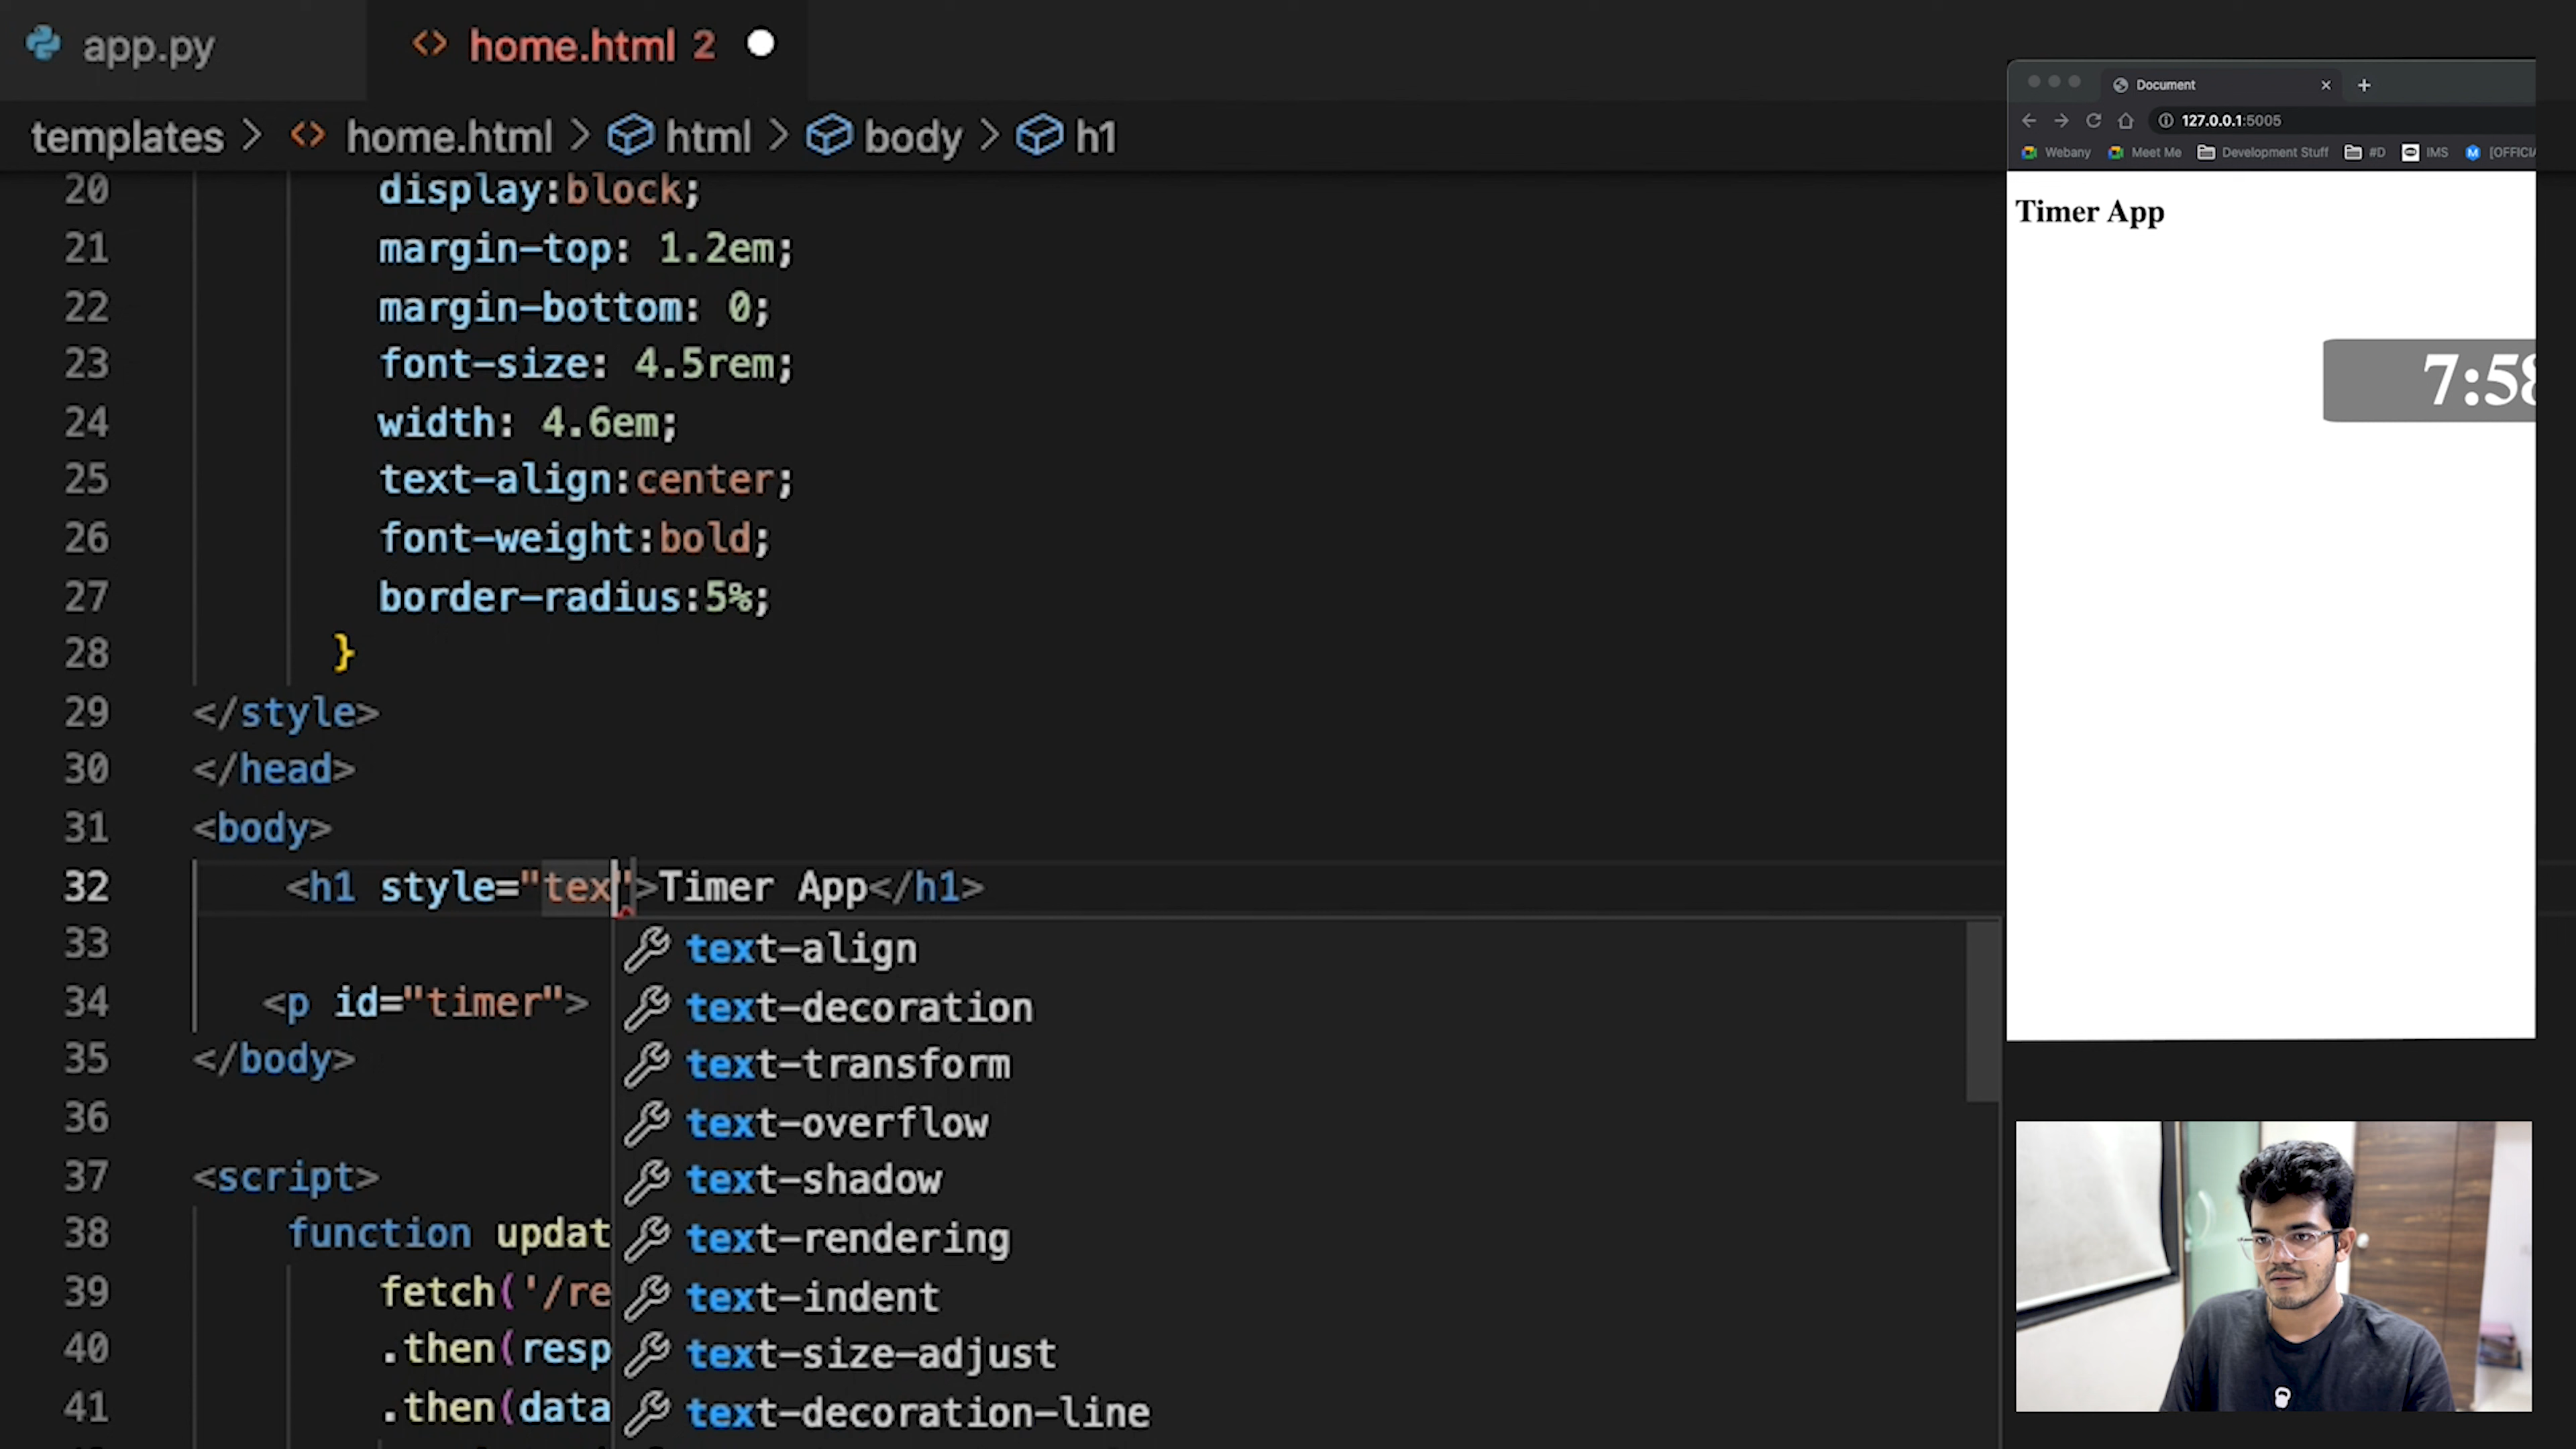 app.py
home.html 2
templates > home.html > html > body > h1
20 display:block;
21 margin-top: 1.2em;
22 margin-bottom: 0;
23 font-size: 4.5rem;
24 width: 4.6em;
25 text-align:center;
26 font-weight:bold;
27 border-radius:5%;
28 }
29 </style>
30 </head>
31 <body>
32 <h1 style="tex">Timer App</h1>
33
34 <p id="timer">
35 </body>
36
37 <script>
38 function updat
39 fetch('/re
40 .then(resp
41 .then(data
text-align
text-decoration
text-transform
text-overflow
text-shadow
text-rendering
text-indent
text-size-adjust
text-decoration-line
Document
127.0.0.1:5005
Webany Meet Me Development Stuff #D IMS [OFFICIA
Timer App
7:58